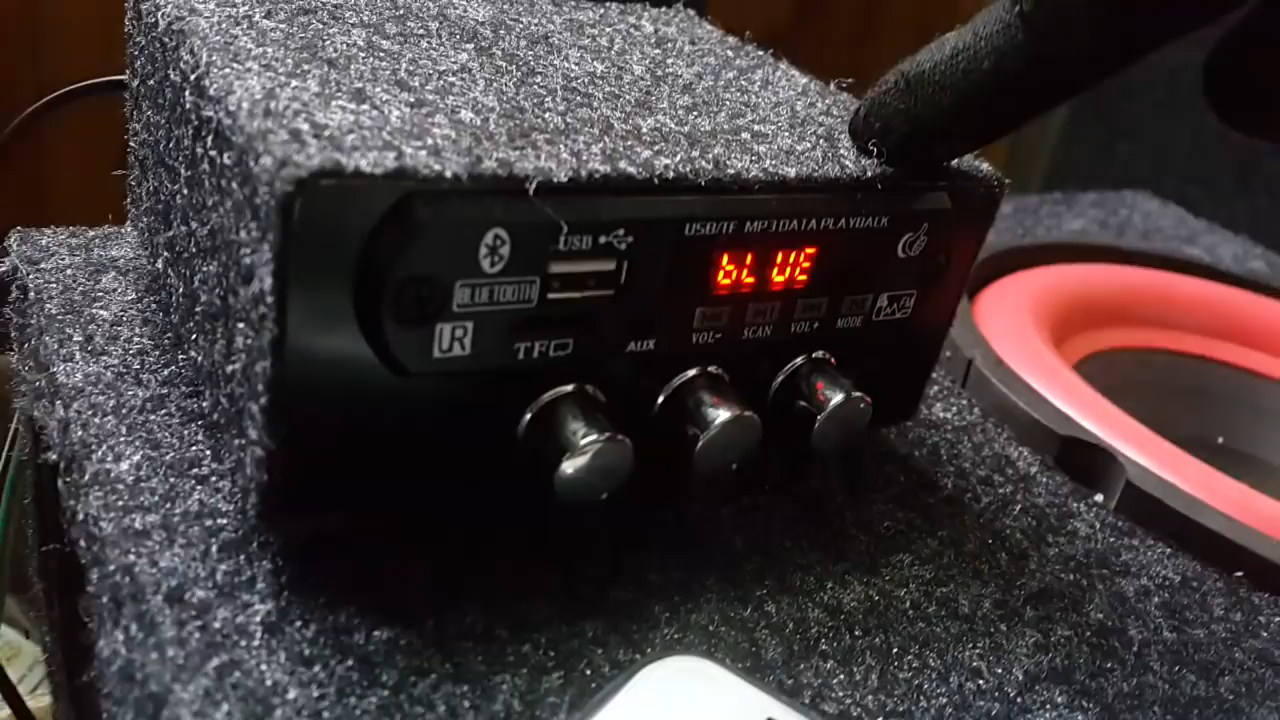 USB/TF MP3 DATA PLAYBACK
USB
bLUE
BLUETOOTH
VOL- SCAN VOL+ MODE
UR
TF
AUX